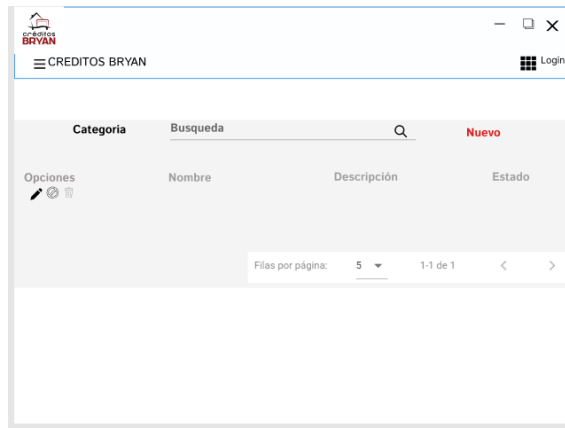 créditos
BRYAN
CREDITOS BRYAN
Login
Categoria
Busqueda
Nuevo
Opciones
Nombre
Descripción
Estado
Filas por página:
5
1-1 de 1